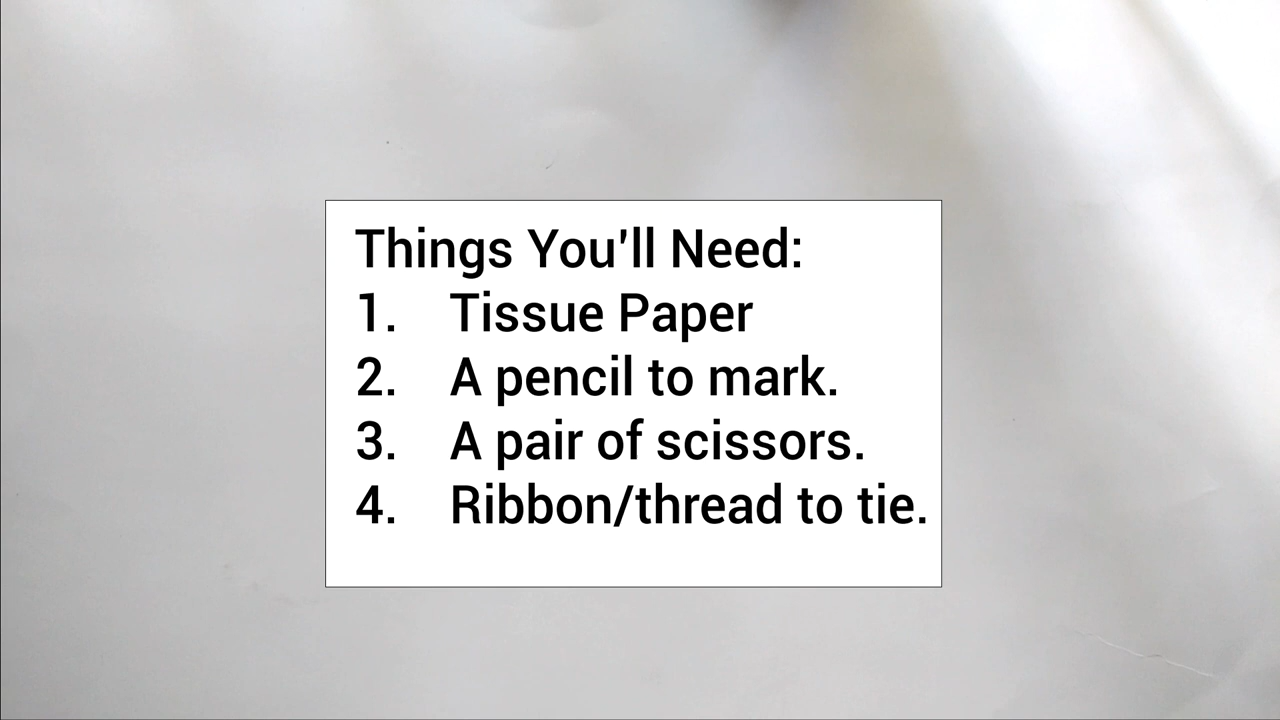 Things You'll Need:
1. Tissue Paper
2. A pencil to mark.
3. A pair of scissors.
4. Ribbon/thread to tie.